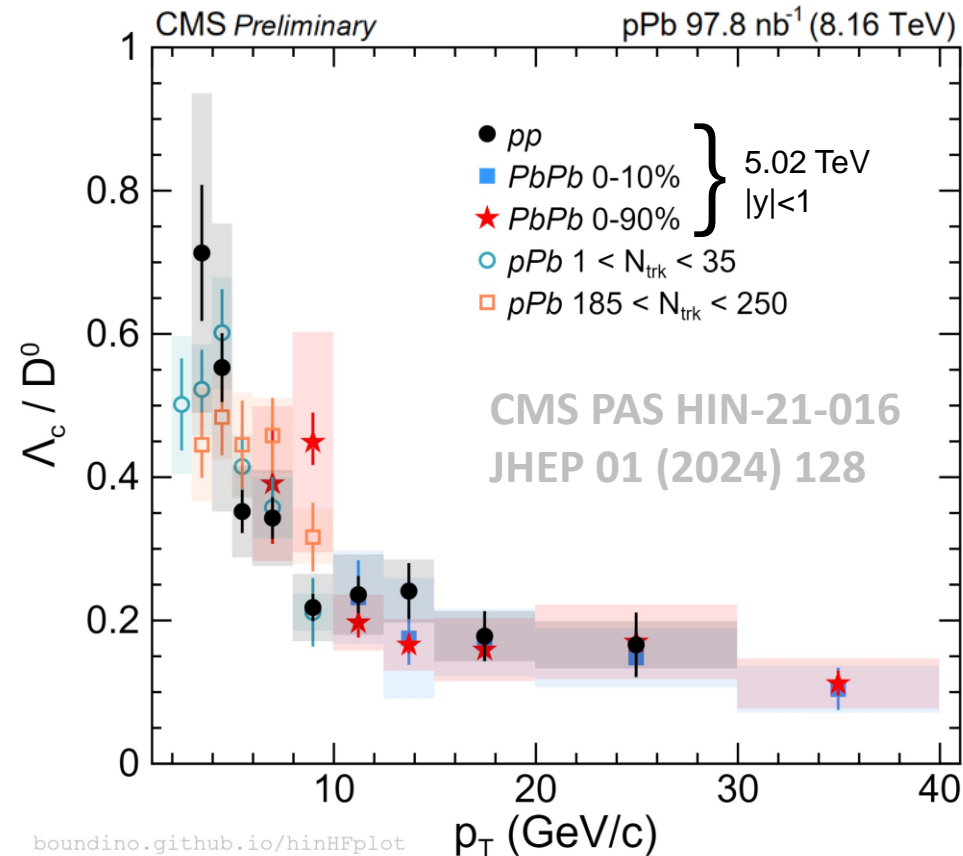 CMS Preliminary pPb 97.8 nb⁻¹ (8.16 TeV)
1
0.8
0.6
0.4
0.2
0
Λc / D⁰
pp
PbPb 0-10%
PbPb 0-90%
5.02 TeV
|y|<1
pPb 1 < Ntrk < 35
pPb 185 < Ntrk < 250
CMS PAS HIN-21-016
JHEP 01 (2024) 128
10 20 30 40
pT (GeV/c)
boundino.github.io/hinHFplot